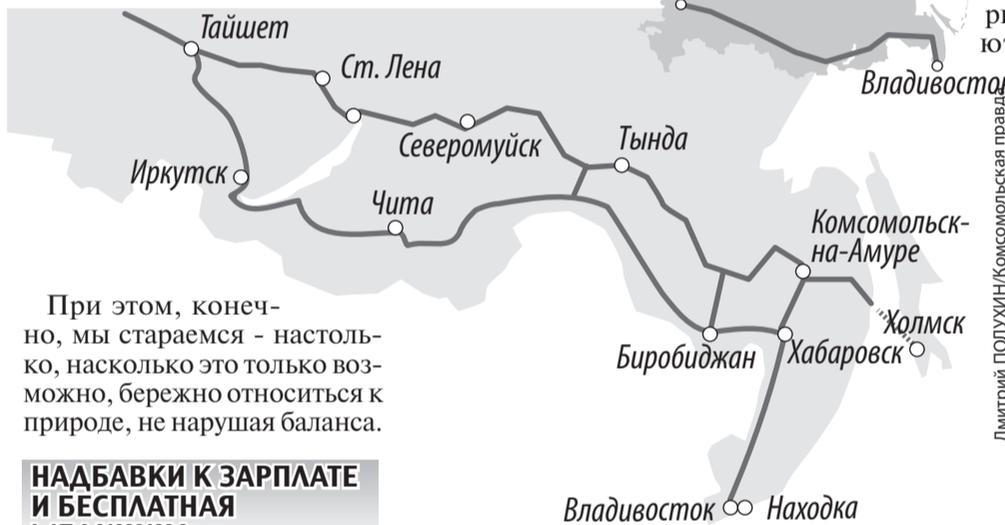 Тайшет
Ст. Лена
Северомуйск
Тында
Иркутск
Чита
Комсомольск-
на-Амуре
Холмск
Биробиджан
Хабаровск
Владивосток
Находка
Владивосток
Дмитрий ПОЛУХИН/Комсомольская правда
При этом, конеч-
но, мы стараемся - настоль-
ко, насколько это только воз-
можно, бережно относиться к
природе, не нарушая баланса.
НАДБАВКИ К ЗАРПЛАТЕ
И БЕСПЛАТНАЯ